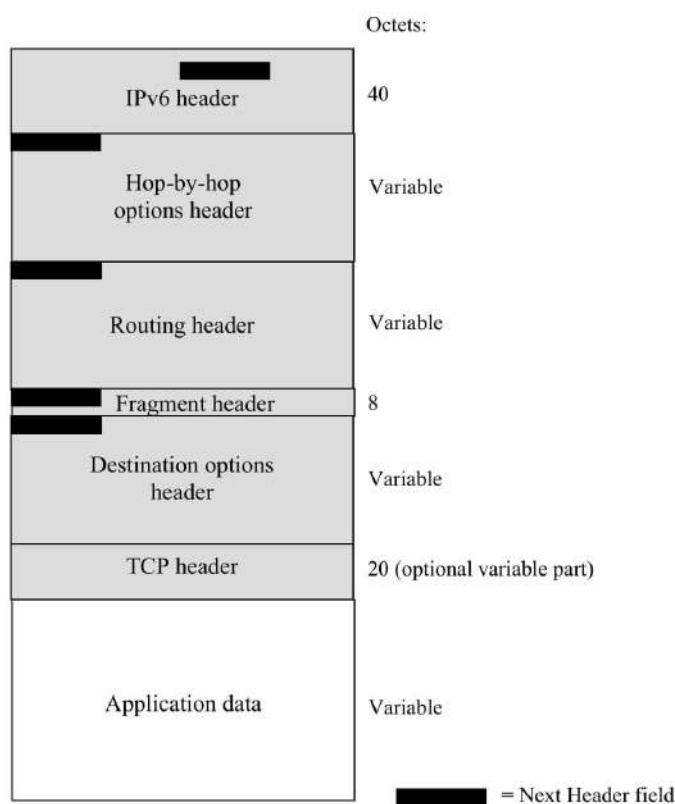 Octets:
IPv6 header
40
Hop-by-hop
options header
Variable
Routing header
Variable
Fragment header
8
Destination options
header
Variable
TCP header
20 (optional variable part)
Application data
Variable
= Next Header field